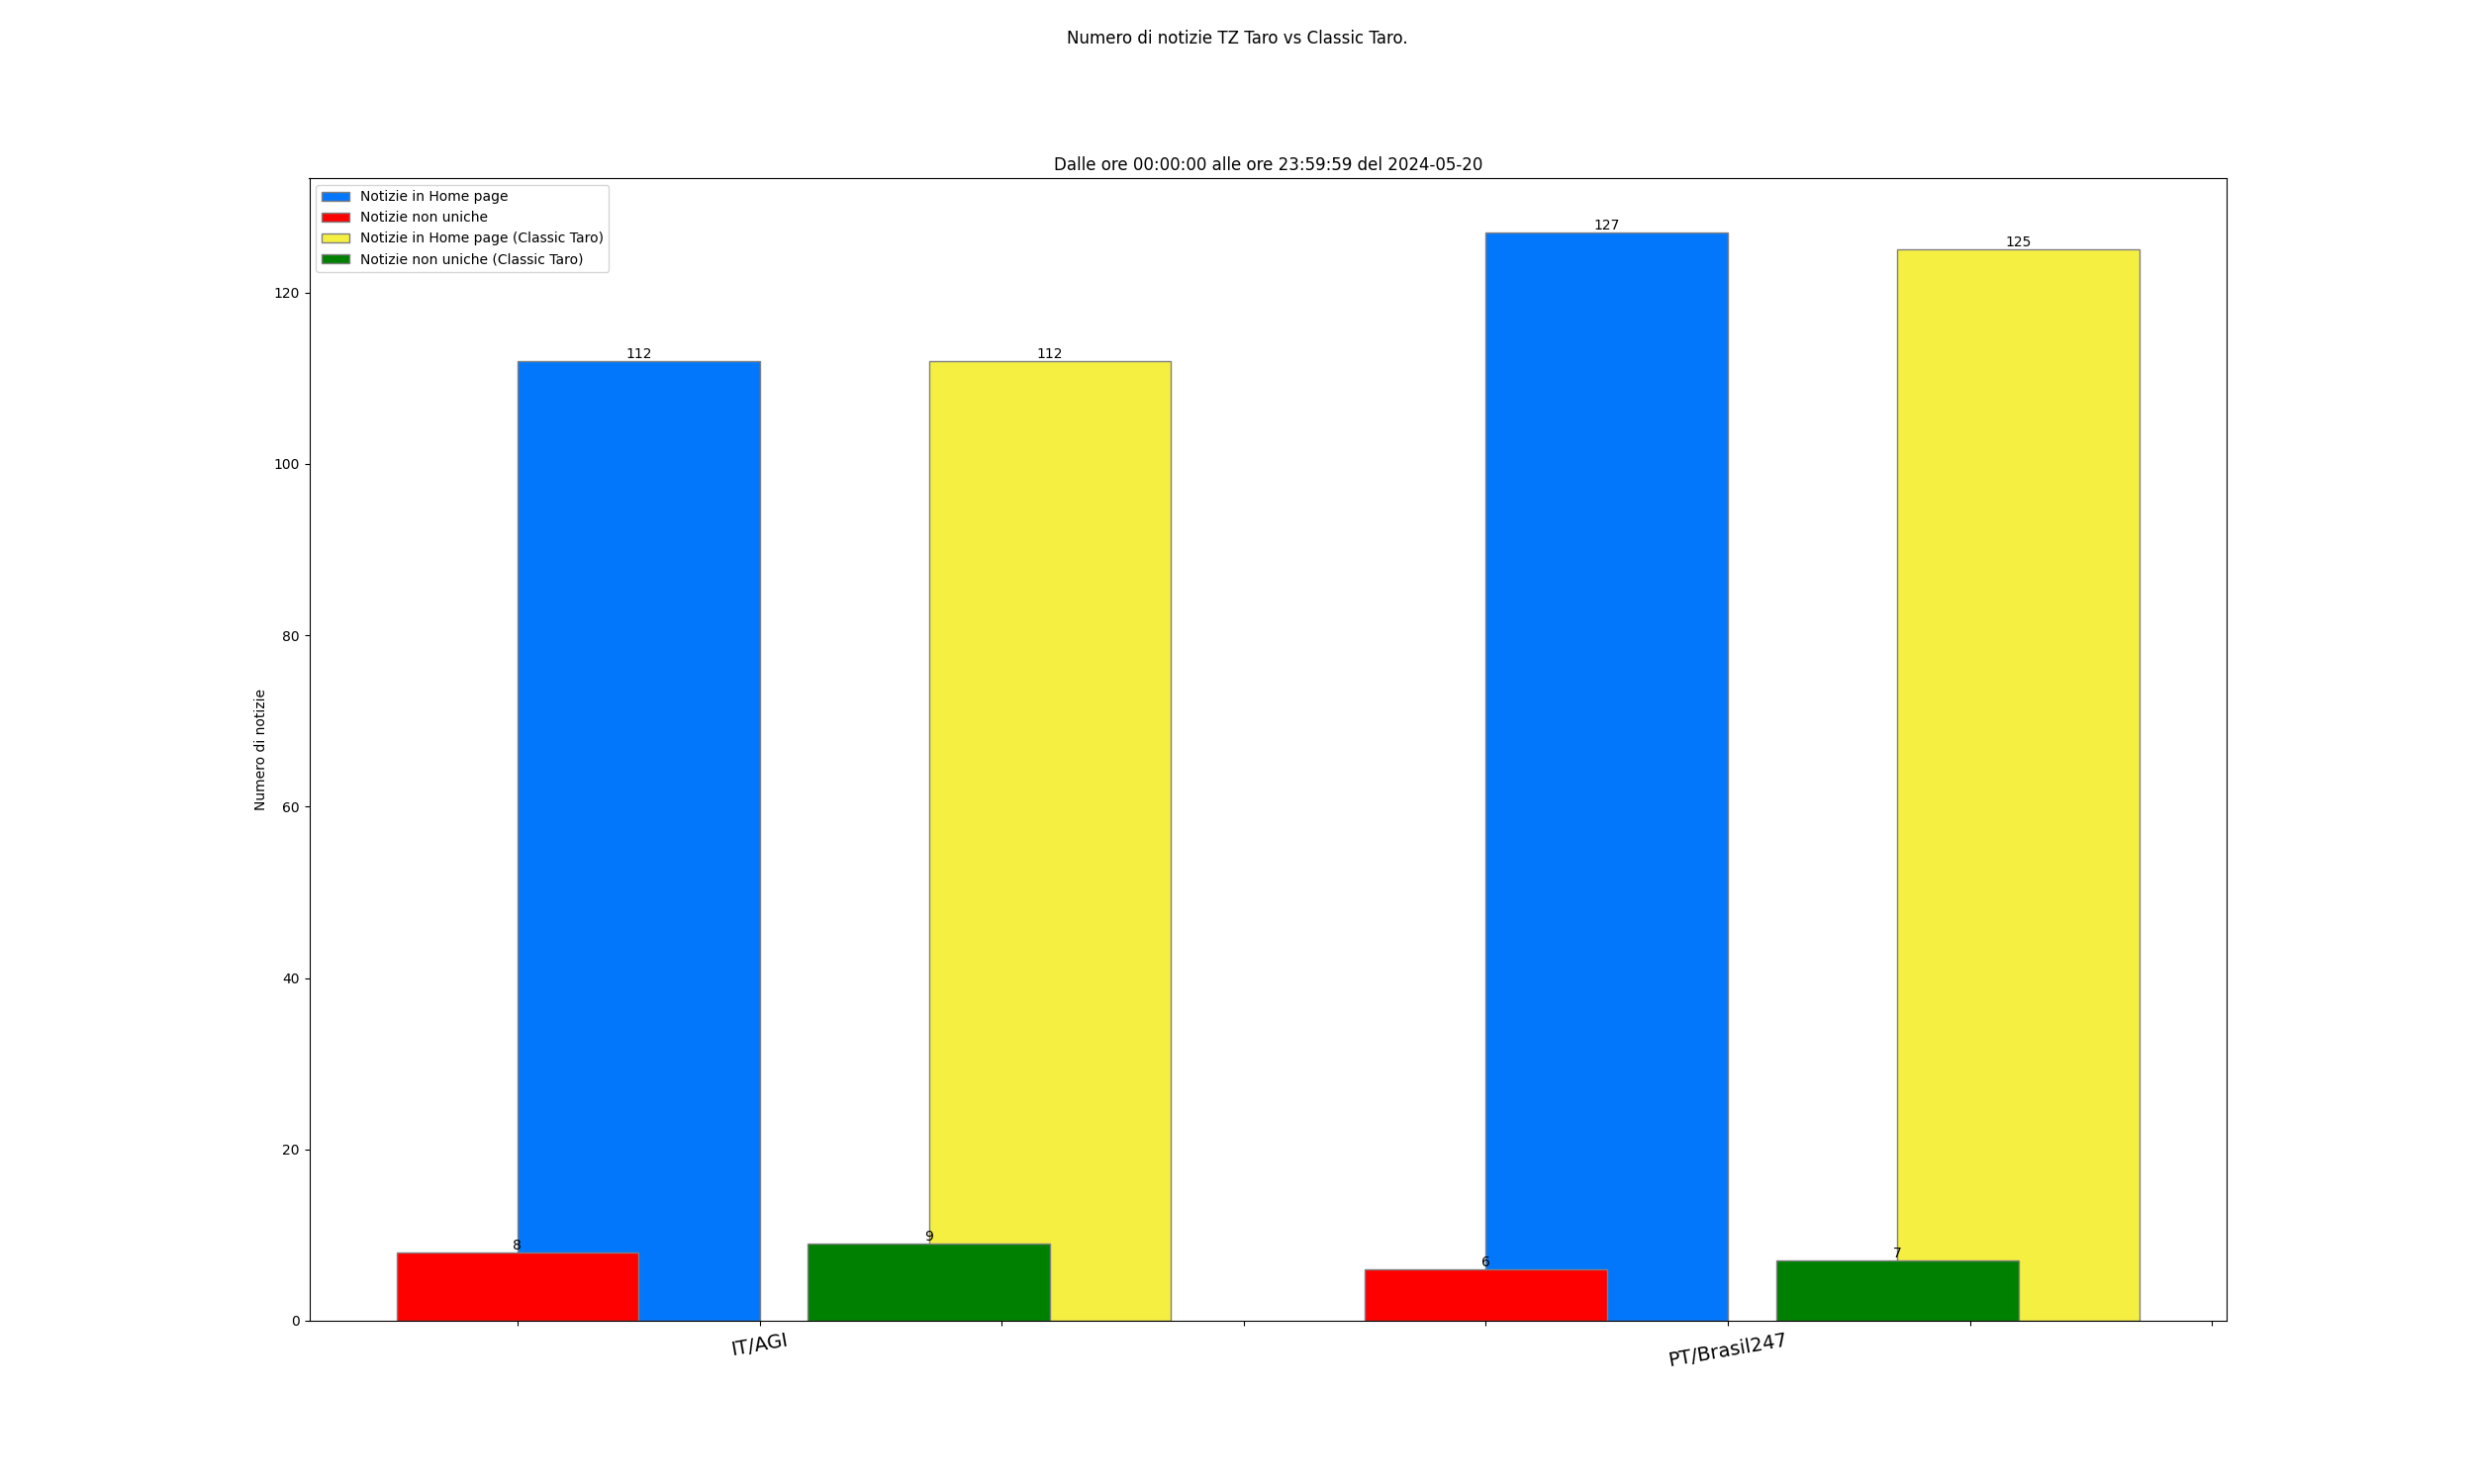 Numero di notizie TZ Taro vs Classic Taro.
Dalle ore 00:00:00 alle ore 23:59:59 del 2024-05-20
Notizie in Home page
Notizie non uniche
Notizie in Home page (Classic Taro)
Notizie non uniche (Classic Taro)
127
125
120
112
112
100
80
Numero di notizie
60
40
20
8
9
6
7
0
IT/AGI
PT/Brasil247